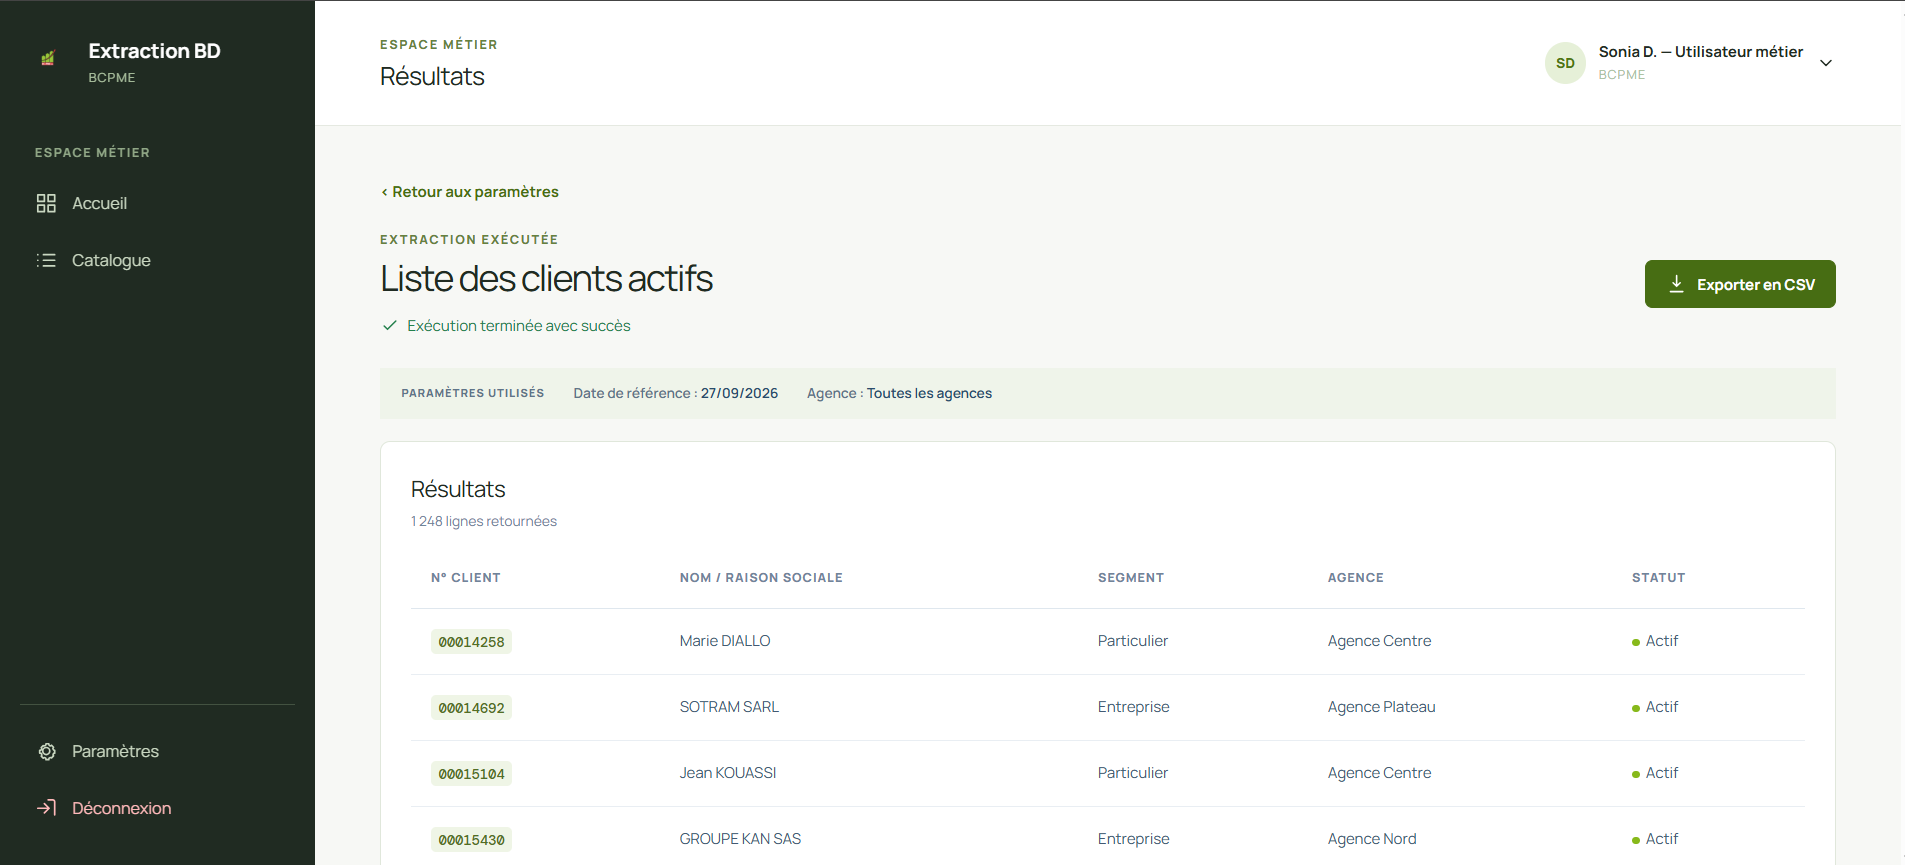 Extraction BD
BCPME
ESPACE MÉTIER
Accueil
Catalogue
Paramètres
Déconnexion
ESPACE MÉTIER
Résultats
SD
Sonia D. — Utilisateur métier
BCPME
‹ Retour aux paramètres
EXTRACTION EXÉCUTÉE
Liste des clients actifs
Exécution terminée avec succès
Exporter en CSV
PARAMÈTRES UTILISÉS Date de référence : 27/09/2026 Agence : Toutes les agences
Résultats
1 248 lignes retournées
N° CLIENT NOM / RAISON SOCIALE SEGMENT AGENCE STATUT
00014258 Marie DIALLO Particulier Agence Centre Actif
00014692 SOTRAM SARL Entreprise Agence Plateau Actif
00015104 Jean KOUASSI Particulier Agence Centre Actif
00015430 GROUPE KAN SAS Entreprise Agence Nord Actif